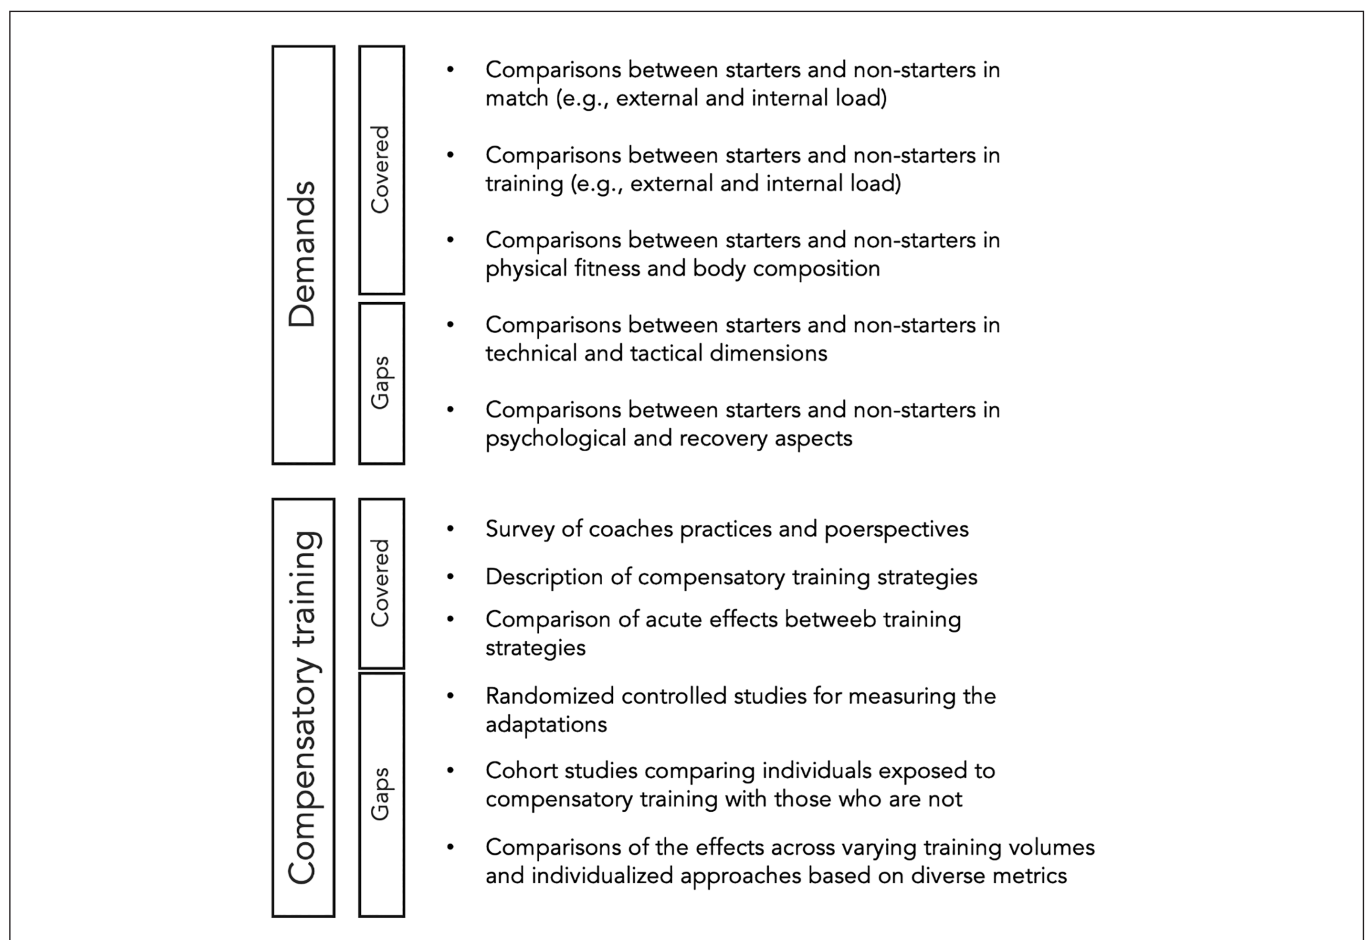 Demands
Covered
• Comparisons between starters and non-starters in
match (e.g., external and internal load)
• Comparisons between starters and non-starters in
training (e.g., external and internal load)
• Comparisons between starters and non-starters in
physical fitness and body composition
Gaps
• Comparisons between starters and non-starters in
technical and tactical dimensions
• Comparisons between starters and non-starters in
psychological and recovery aspects
Compensatory training
Covered
• Survey of coaches practices and poerspectives
• Description of compensatory training strategies
• Comparison of acute effects betweeb training
strategies
Gaps
• Randomized controlled studies for measuring the
adaptations
• Cohort studies comparing individuals exposed to
compensatory training with those who are not
• Comparisons of the effects across varying training volumes
and individualized approaches based on diverse metrics